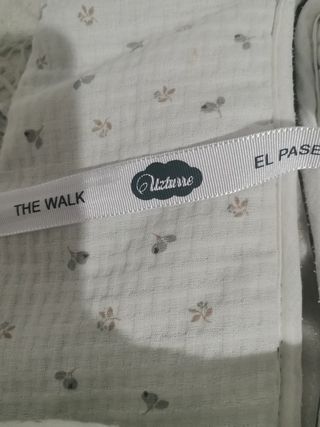 THE WALK
Uzturre
EL PASE